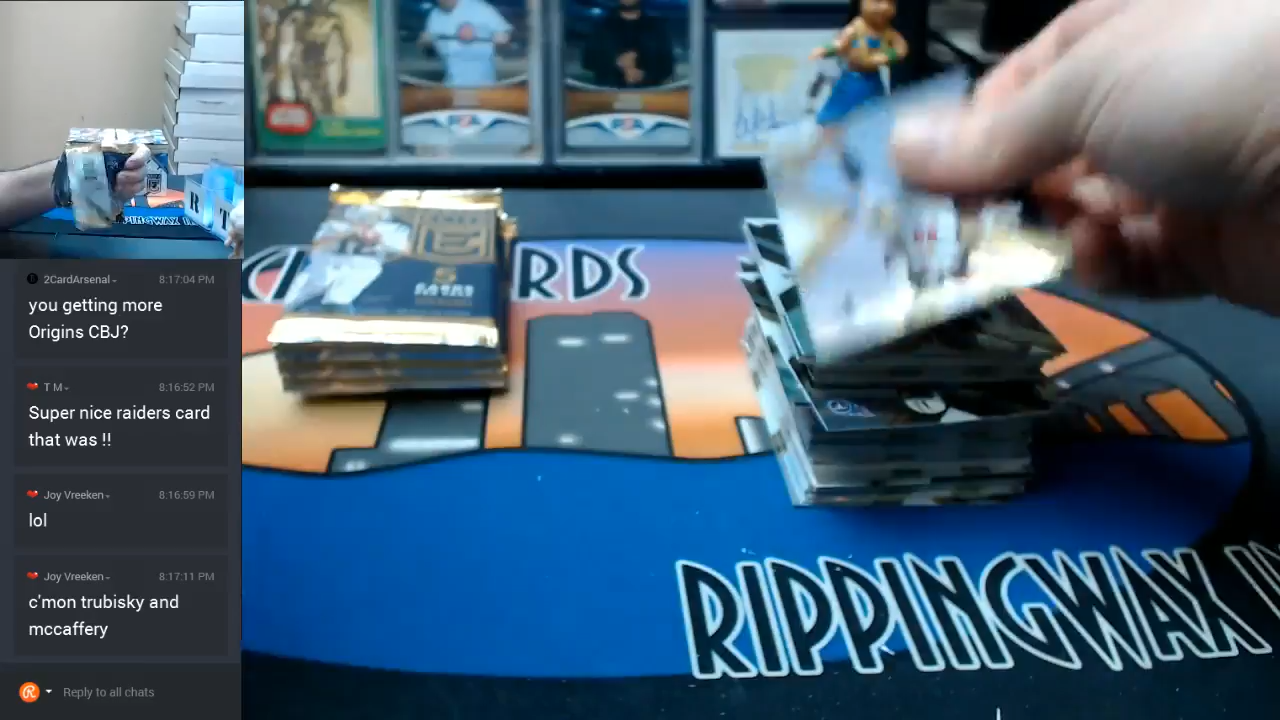 2CardArsenal 8:17:04 PM
you getting more
Origins CBJ?
T M 8:16:52 PM
Super nice raiders card
that was !!
Joy Vreeken 8:16:59 PM
lol
Joy Vreeken 8:17:11 PM
c'mon trubisky and
mccaffery
Reply to all chats
RDS
5
RIPPINGWAX
PPINGWAX
R T